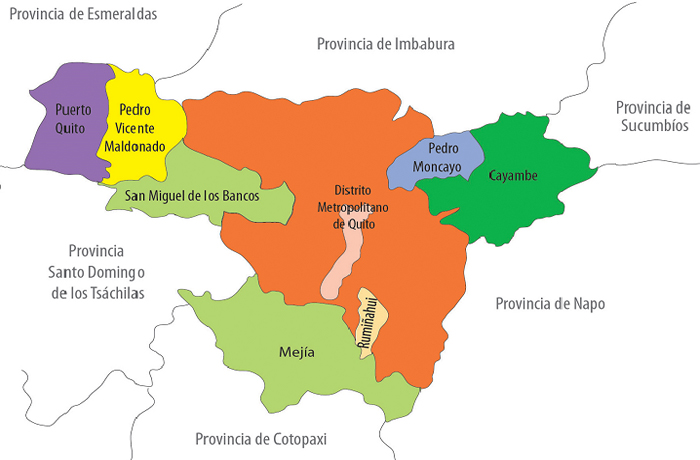 Provincia de Esmeraldas
Provincia de Imbabura
Provincia de
Sucumbíos
Puerto
Quito
Pedro
Vicente
Maldonado
Pedro
Moncayo
Cayambe
San Miguel de los Bancos
Distrito
Metropolitano
de Quito
Provincia
Santo Domingo
de los Tsáchilas
Provincia de Napo
Rumiñahui
Mejía
Provincia de Cotopaxi